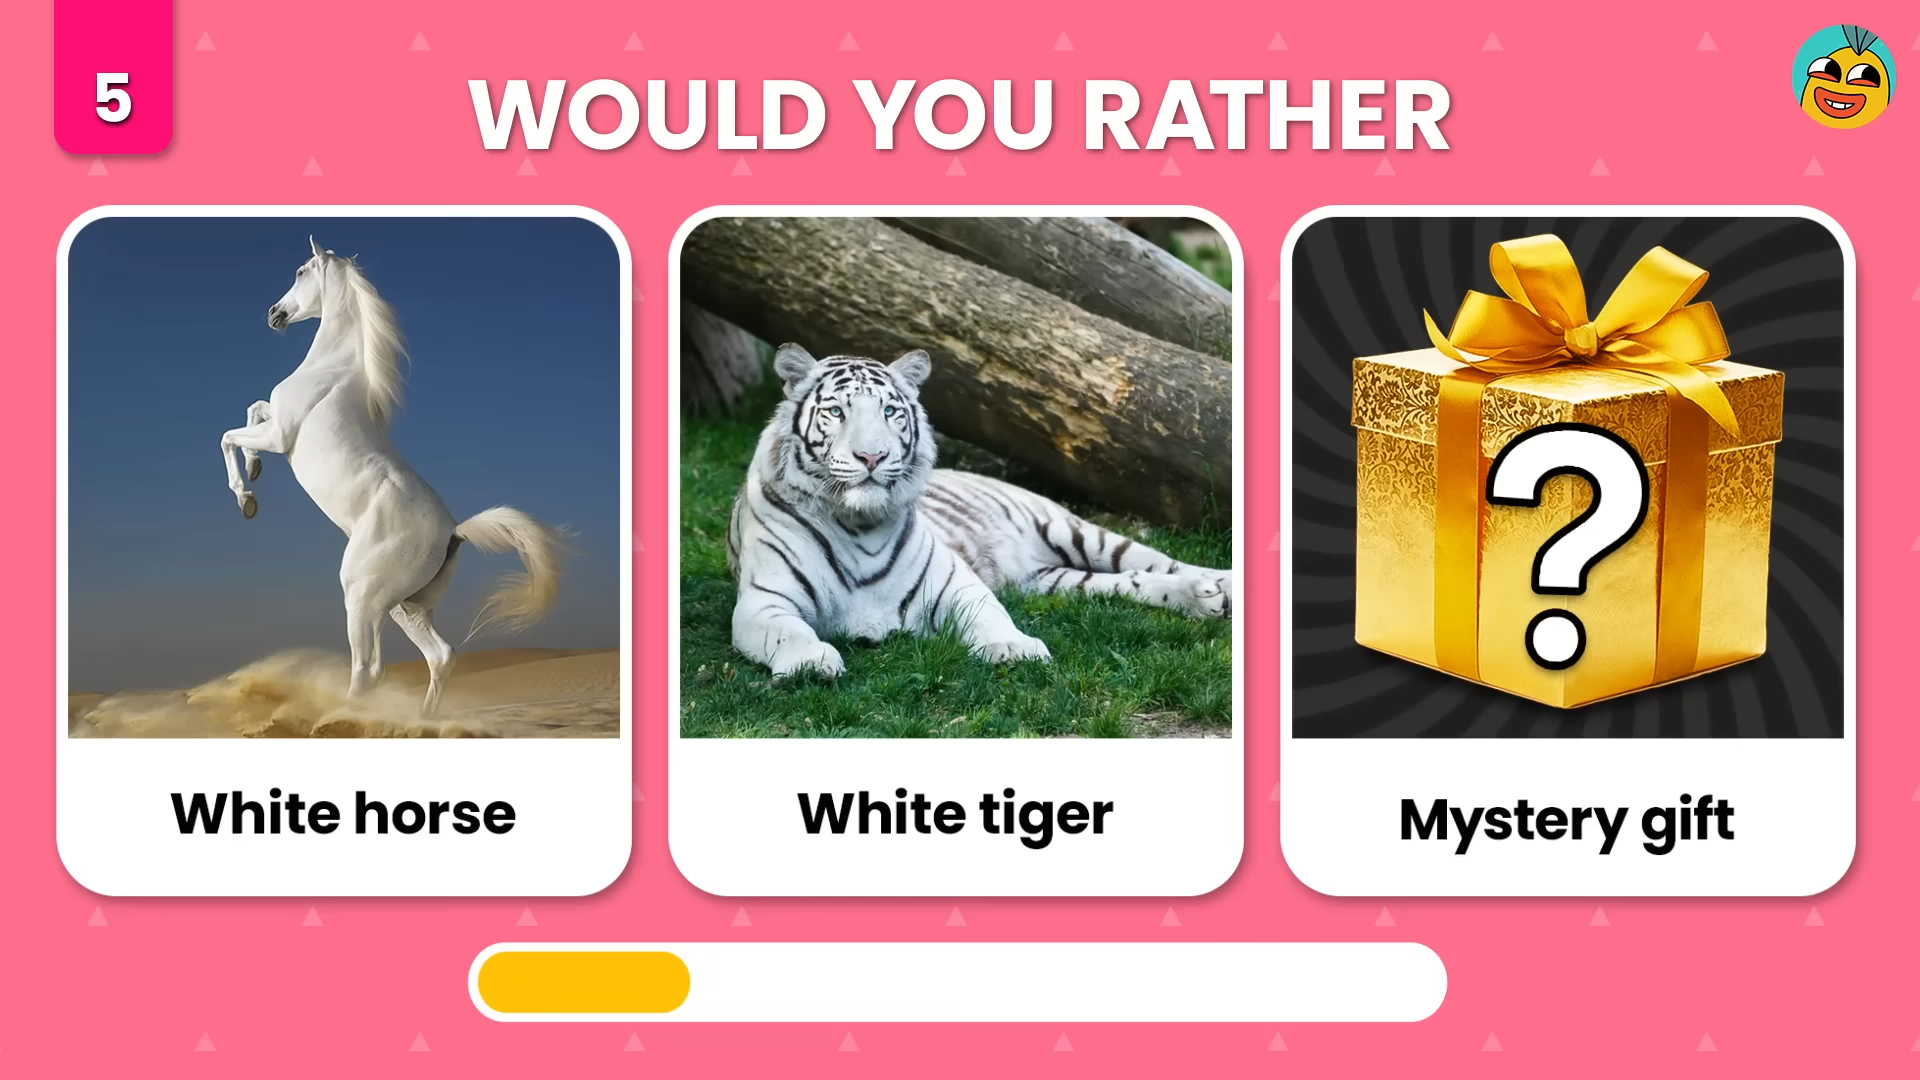 5
WOULD YOU RATHER
?
White horse
White tiger
Mystery gift